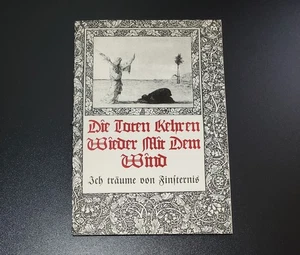 Die Toten Kehren
Wieder Mit Dem
Wind
Ich träume von Finsternis